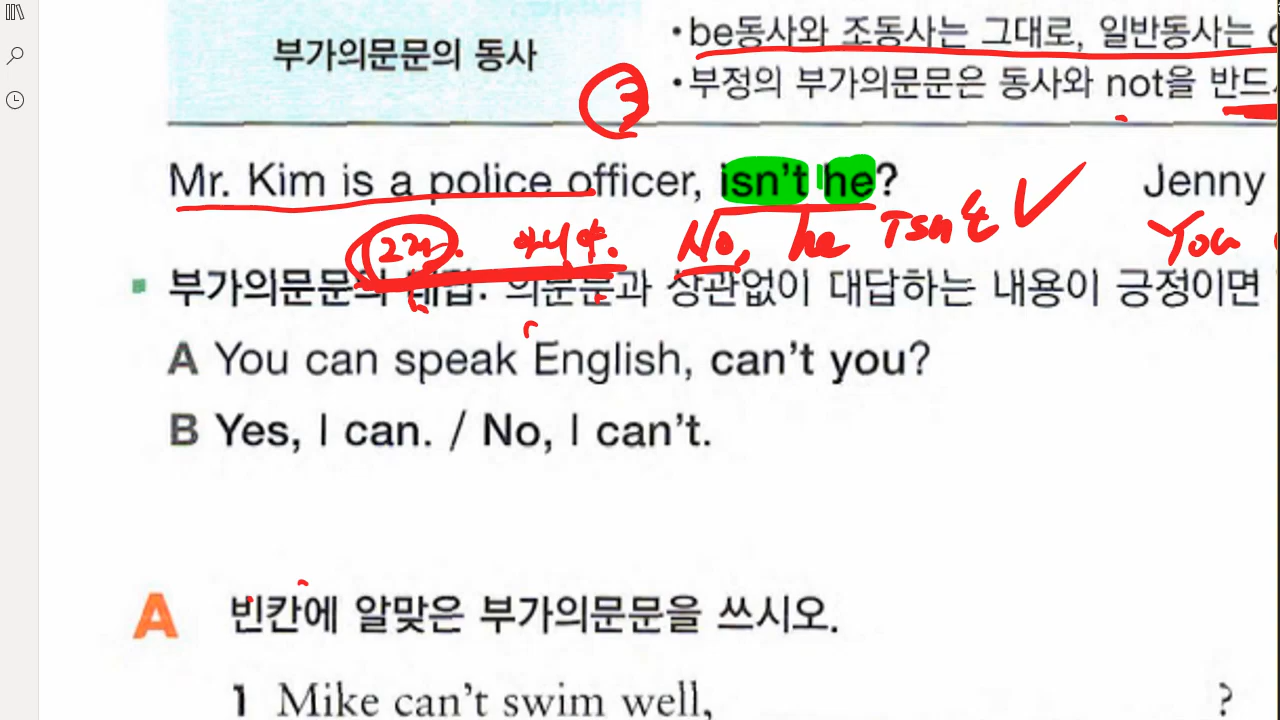 부가의문문의 동사
•be동사와 조동사는 그대로, 일반동사는
•부정의 부가의문문은 동사와 not을 반드
3
Mr. Kim is a police officer, isn't he? Jenny
No, he isn't You
부가의문문의 대답: 의문문과 상관없이 대답하는 내용이 긍정이면
A You can speak English, can't you?
B Yes, I can. / No, I can't.
A 빈칸에 알맞은 부가의문문을 쓰시오.
1 Mike can't swim well, ?